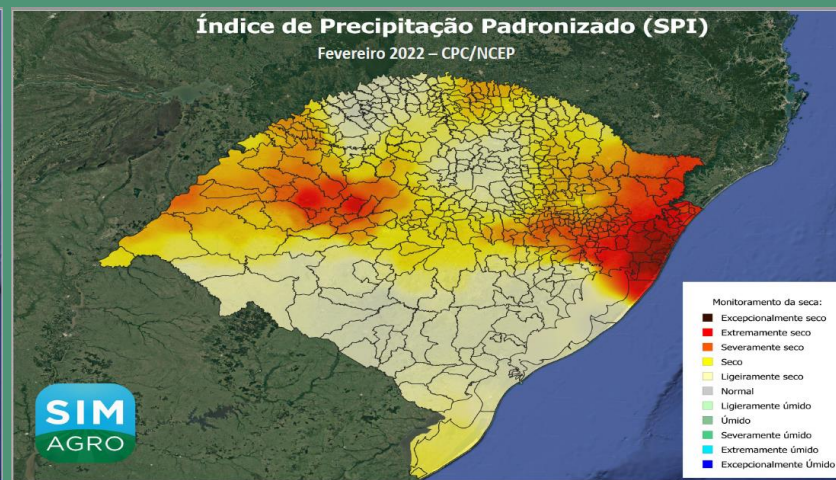 Índice de Precipitação Padronizado (SPI)
Fevereiro 2022 – CPC/NCEP
Monitoramento da seca:
Excepcionalmente seco
Extremamente seco
Severamente seco
Seco
Ligeiramente seco
Normal
Ligieramente úmido
Úmido
Severamente úmido
Extremamente úmido
Excepcionalmente Úmido
SIM
AGRO